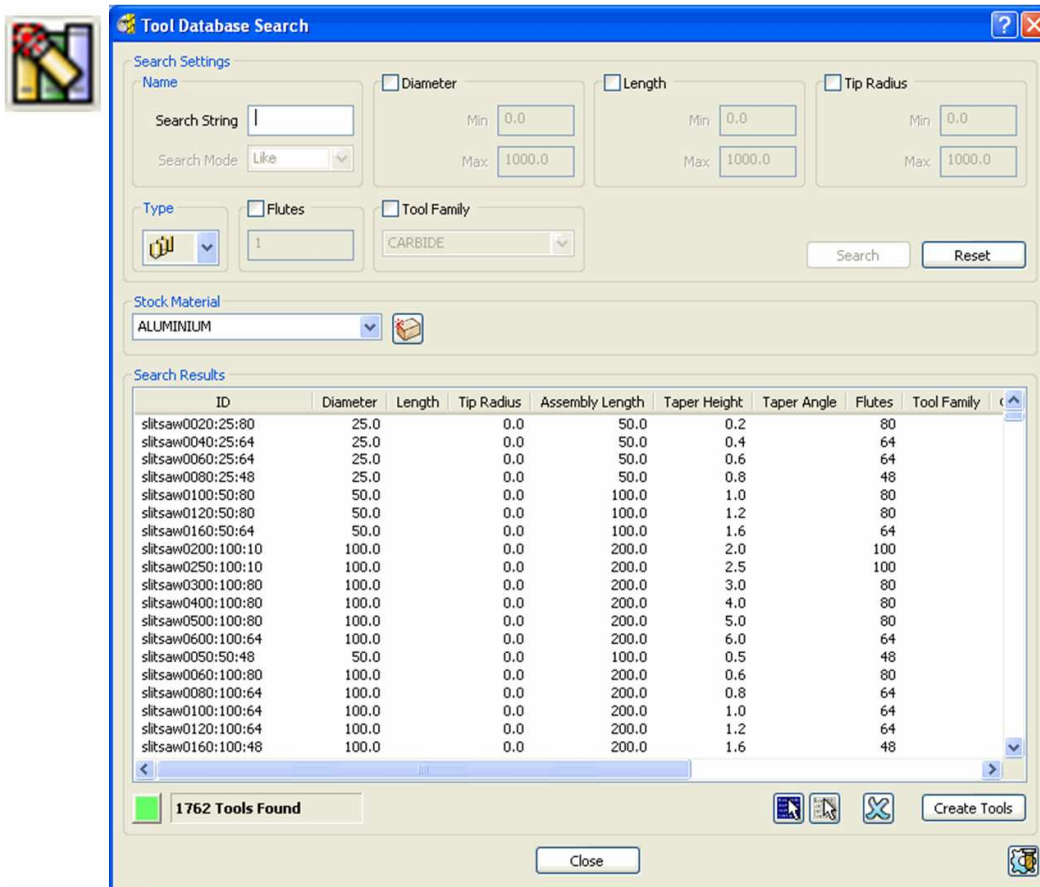 Tool Database Search
Search Settings
Name
Search String
Search Mode Like
Diameter
Min 0.0
Max 1000.0
Length
Min 0.0
Max 1000.0
Tip Radius
Min 0.0
Max 1000.0
Type
Flutes
1
Tool Family
CARBIDE
Search Reset
Stock Material
ALUMINIUM
Search Results
ID Diameter Length Tip Radius Assembly Length Taper Height Taper Angle Flutes Tool Family
slitsaw0020:25:80 25.0 0.0 50.0 0.2 80
slitsaw0040:25:64 25.0 0.0 50.0 0.4 64
slitsaw0060:25:64 25.0 0.0 50.0 0.6 64
slitsaw0080:25:48 25.0 0.0 50.0 0.8 48
slitsaw0100:50:80 50.0 0.0 100.0 1.0 80
slitsaw0120:50:80 50.0 0.0 100.0 1.2 80
slitsaw0160:50:64 50.0 0.0 100.0 1.6 64
slitsaw0200:100:10 100.0 0.0 200.0 2.0 100
slitsaw0250:100:10 100.0 0.0 200.0 2.5 100
slitsaw0300:100:80 100.0 0.0 200.0 3.0 80
slitsaw0400:100:80 100.0 0.0 200.0 4.0 80
slitsaw0500:100:80 100.0 0.0 200.0 5.0 80
slitsaw0600:100:64 100.0 0.0 200.0 6.0 64
slitsaw0050:50:48 50.0 0.0 100.0 0.5 48
slitsaw0060:100:80 100.0 0.0 200.0 0.6 80
slitsaw0080:100:64 100.0 0.0 200.0 0.8 64
slitsaw0100:100:64 100.0 0.0 200.0 1.0 64
slitsaw0120:100:64 100.0 0.0 200.0 1.2 64
slitsaw0160:100:48 100.0 0.0 200.0 1.6 48
1762 Tools Found
Create Tools
Close